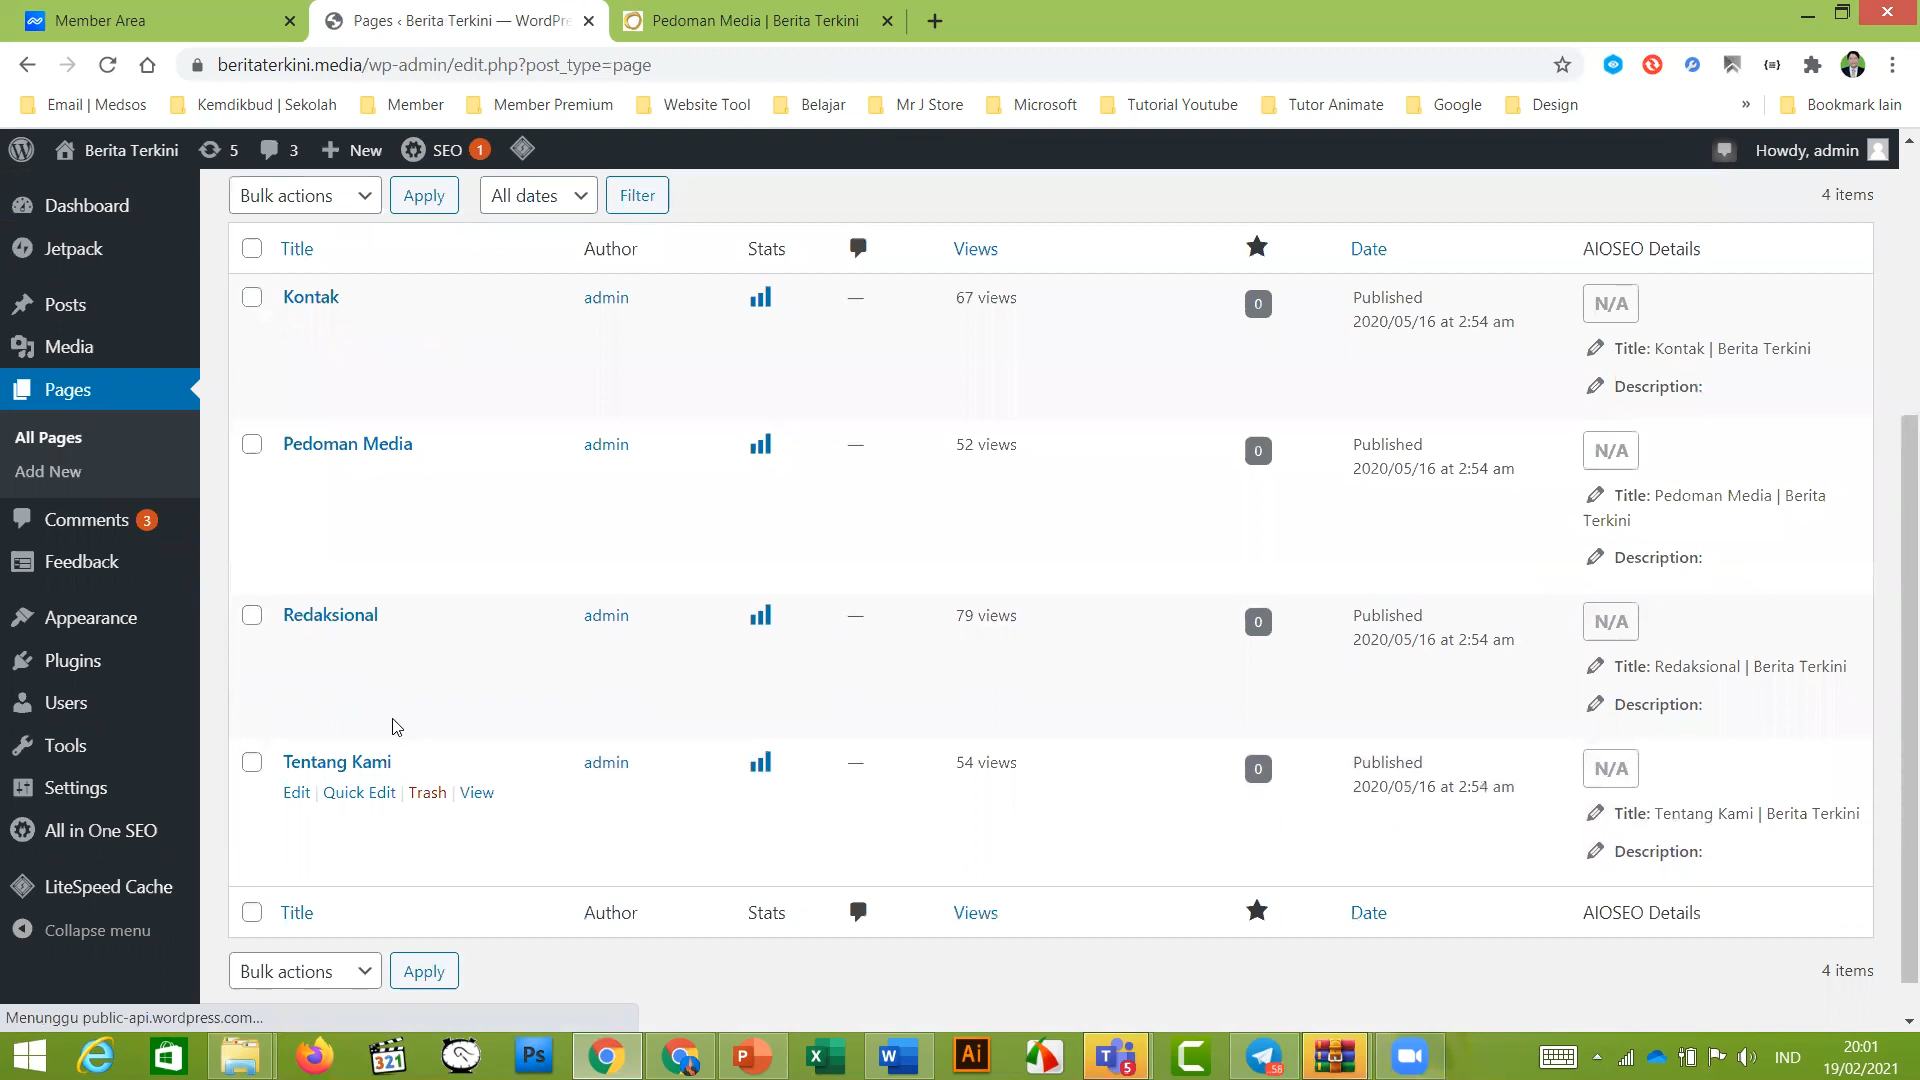 Member Area
Pages ‹ Berita Terkini — WordPre
Pedoman Media | Berita Terkini
beritaterkini.media/wp-admin/edit.php?post_type=page
Email | Medsos
Kemdikbud | Sekolah
Member
Member Premium
Website Tool
Belajar
Mr J Store
Microsoft
Tutorial Youtube
Tutor Animate
Google
Design
»
Bookmark lain
Berita Terkini
5
3
New
SEO
1
Howdy, admin
Dashboard
Jetpack
Posts
Media
Pages
All Pages
Add New
Comments 3
Feedback
Appearance
Plugins
Users
Tools
Settings
All in One SEO
LiteSpeed Cache
Collapse menu
Bulk actions
Apply
All dates
Filter
4 items
Title Author Stats Views Date AIOSEO Details
Kontak admin — 67 views 0 Published N/A
2020/05/16 at 2:54 am
Title: Kontak | Berita Terkini
Description:
Pedoman Media admin — 52 views 0 Published N/A
2020/05/16 at 2:54 am
Title: Pedoman Media | Berita
Terkini
Description:
Redaksional admin — 79 views 0 Published N/A
2020/05/16 at 2:54 am
Title: Redaksional | Berita Terkini
Description:
Tentang Kami admin — 54 views 0 Published N/A
Edit | Quick Edit | Trash | View
2020/05/16 at 2:54 am
Title: Tentang Kami | Berita Terkini
Description:
Title Author Stats Views Date AIOSEO Details
Bulk actions
Apply
4 items
Menunggu public-api.wordpress.com...
321
Ps
P
X
W
Ai
T
5
58
IND
20:01
19/02/2021